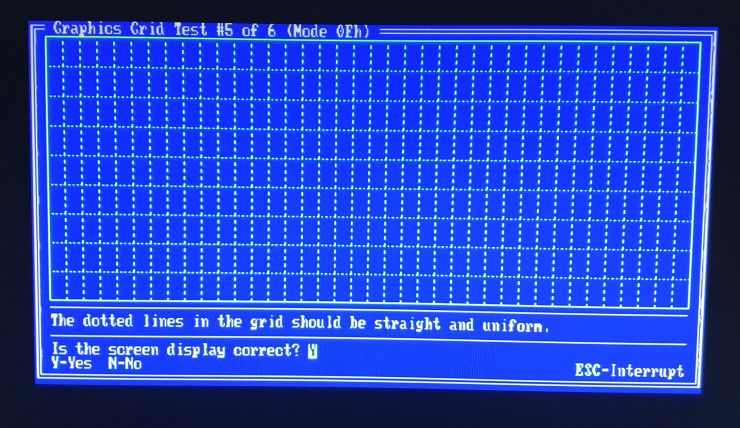 Graphics Grid Test #5 of 6 (Mode 0Eh)
The dotted lines in the grid should be straight and uniform.
Is the screen display correct? Y
Y-Yes N-No
ESC-Interrupt